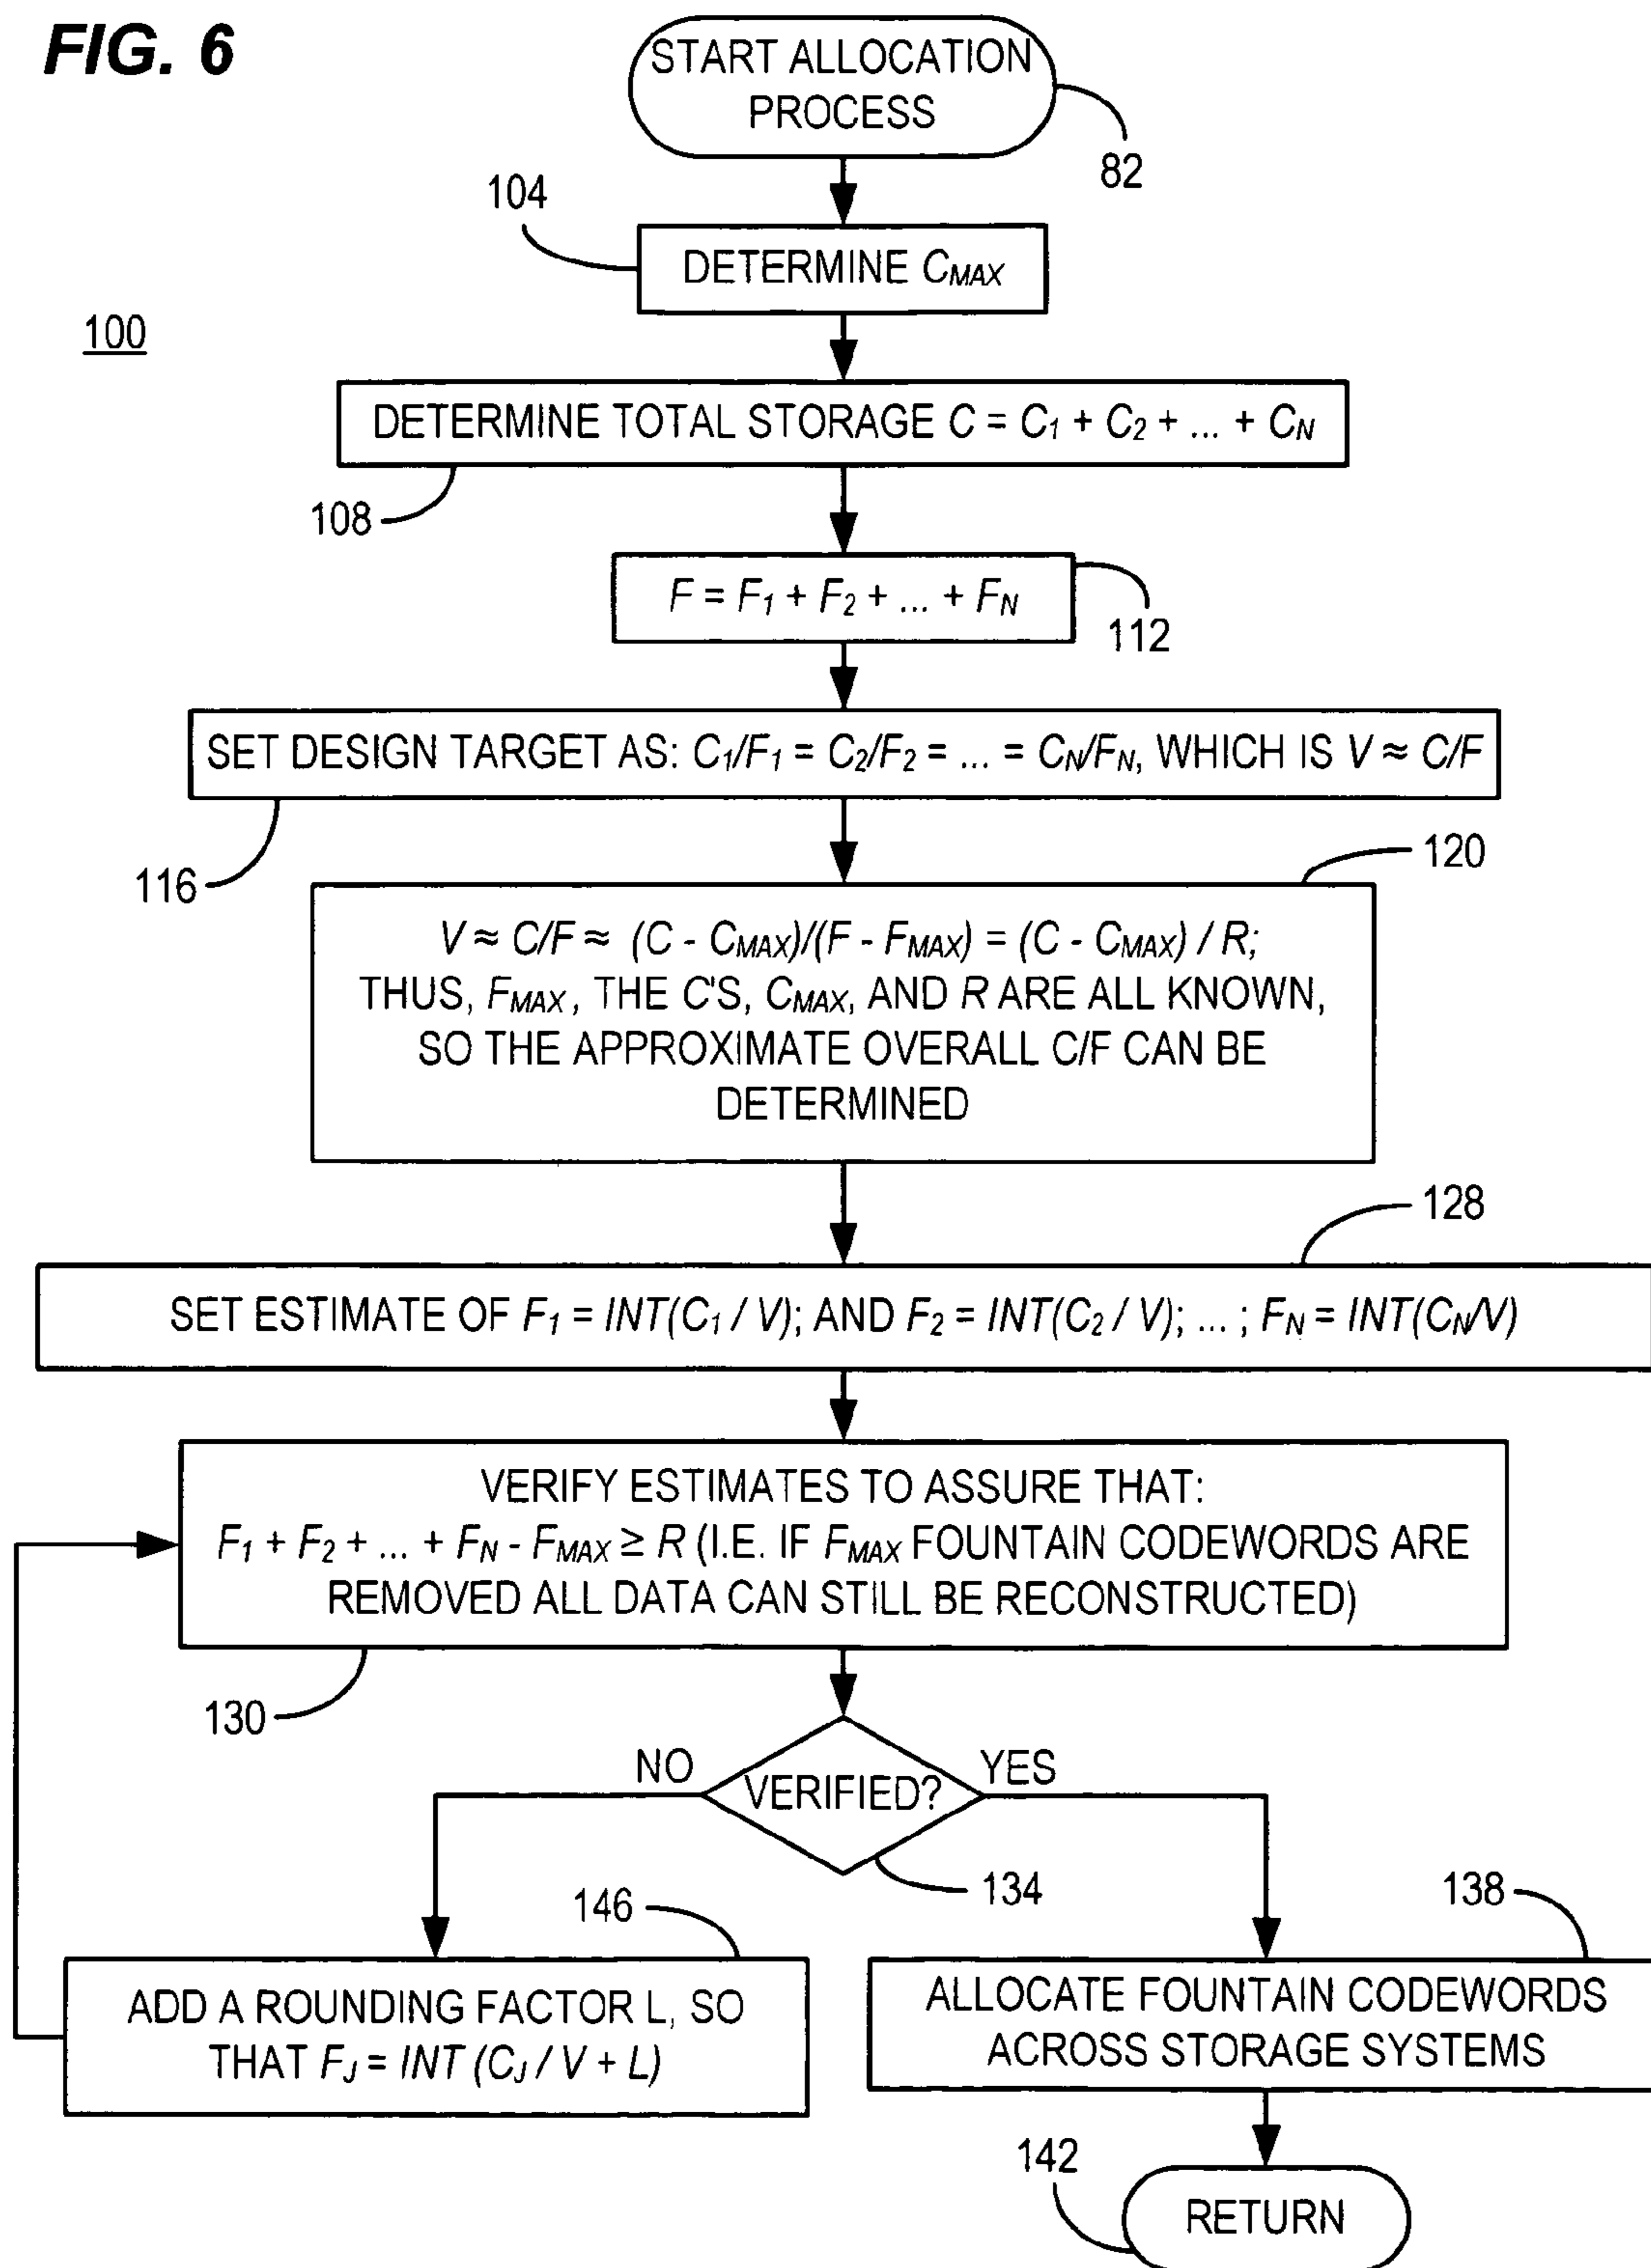 FIG. 6
START ALLOCATION
PROCESS
82
104
DETERMINE CMAX
100
DETERMINE TOTAL STORAGE C = C1 + C2 + ... + CN
108
F = F1 + F2 + ... + FN
112
SET DESIGN TARGET AS: C1/F1 = C2/F2 = ... = CN/FN, WHICH IS V ≈ C/F
116
120
V ≈ C/F ≈ (C - CMAX)/(F - FMAX) = (C - CMAX) / R;
THUS, FMAX, THE C'S, CMAX, AND R ARE ALL KNOWN,
SO THE APPROXIMATE OVERALL C/F CAN BE
DETERMINED
128
SET ESTIMATE OF F1 = INT(C1 / V); AND F2 = INT(C2 / V); ... ; FN = INT(CN/V)
VERIFY ESTIMATES TO ASSURE THAT:
F1 + F2 + ... + FN - FMAX ≥ R (I.E. IF FMAX FOUNTAIN CODEWORDS ARE
REMOVED ALL DATA CAN STILL BE RECONSTRUCTED)
130
NO
VERIFIED?
YES
134
146
138
ADD A ROUNDING FACTOR L, SO
THAT FJ = INT (CJ / V + L)
ALLOCATE FOUNTAIN CODEWORDS
ACROSS STORAGE SYSTEMS
142
RETURN